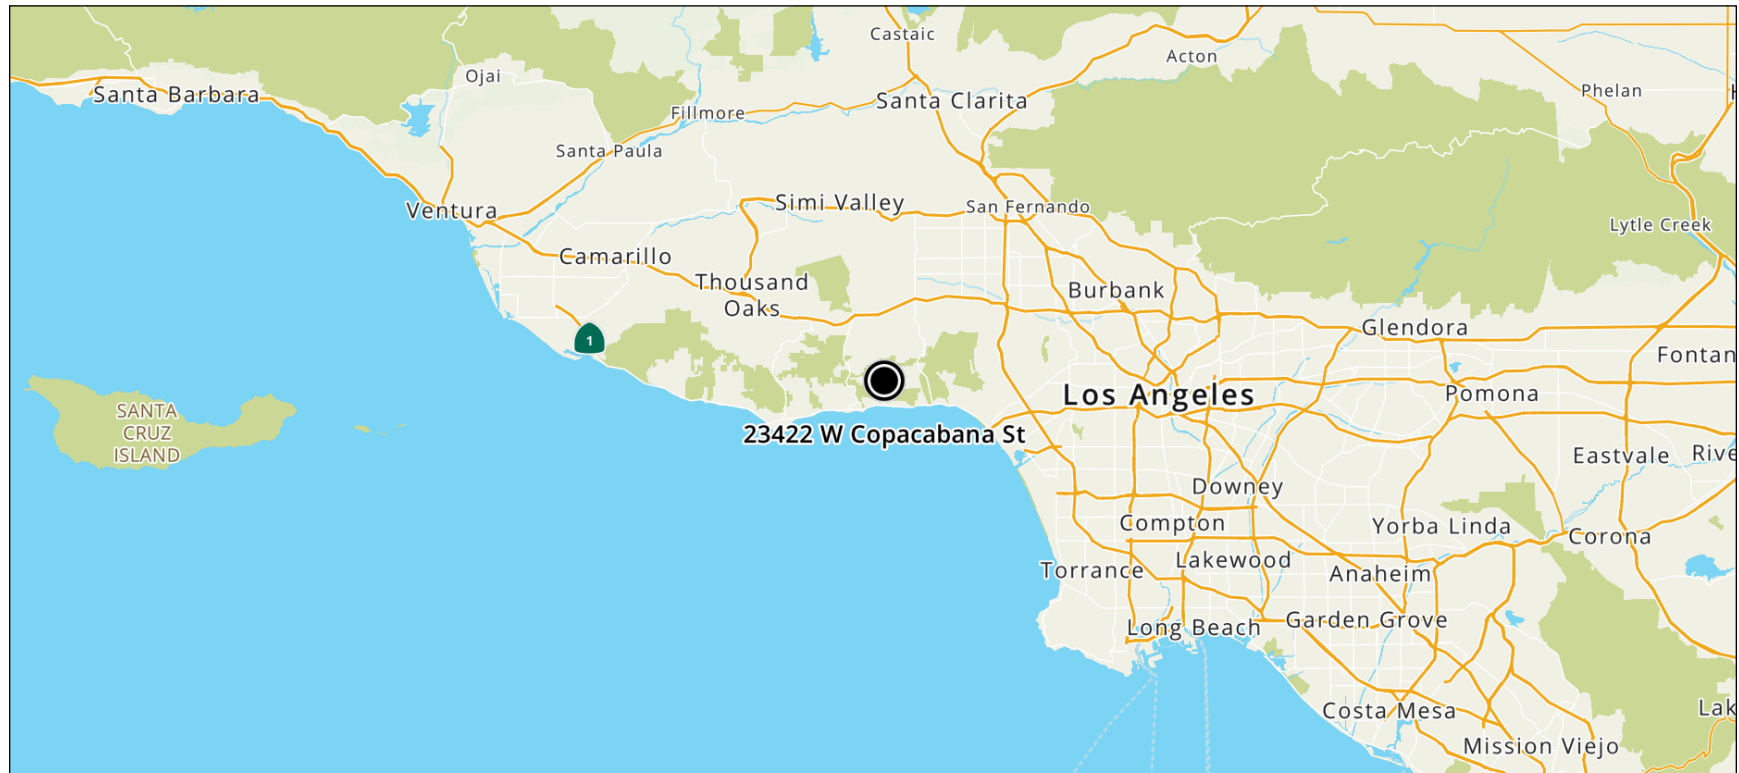 Castaic
Acton
Ojai
Santa Barbara
Santa Clarita
Phelan
Fillmore
Santa Paula
Simi Valley
San Fernando
Ventura
Lytle Creek
Camarillo
Thousand
Oaks
Burbank
Glendora
1
Fontan
Los Angeles
Pomona
SANTA
CRUZ
ISLAND
23422 W Copacabana St
Eastvale
Rive
Downey
Compton
Yorba Linda
Corona
Lakewood
Torrance
Anaheim
Garden Grove
Long Beach
Costa Mesa
Lak
Mission Viejo